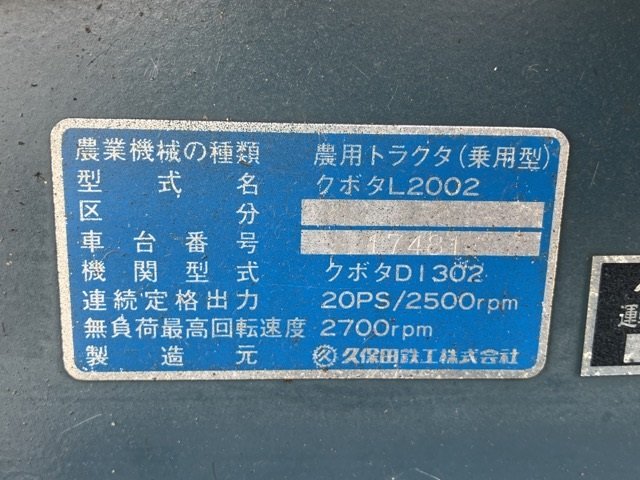 農業機械の種類 農用トラクタ(乗用型)
型式名 クボタL2002
区分
車台番号 17481
機関型式 クボタD1302
連続定格出力 20PS/2500rpm
無負荷最高回転速度 2700rpm
製造元 久保田鉄工株式会社
運